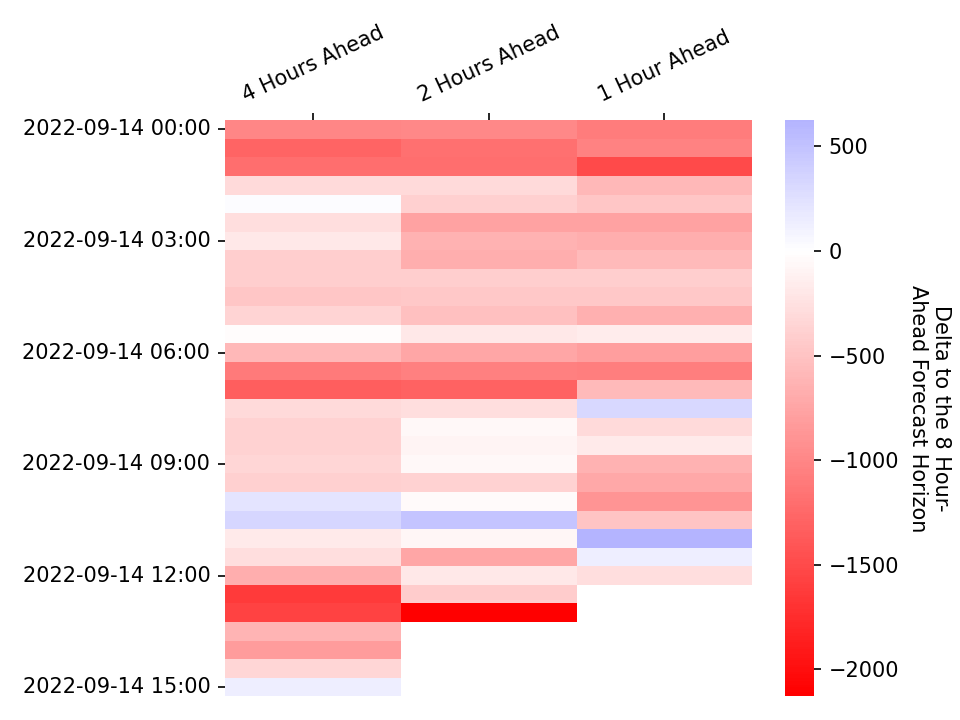 4 Hours Ahead
2 Hours Ahead
1 Hour Ahead
2022-09-14 00:00
2022-09-14 03:00
2022-09-14 06:00
2022-09-14 09:00
2022-09-14 12:00
2022-09-14 15:00
500
0
−500
−1000
−1500
−2000
Delta to the 8 Hour-
Ahead Forecast Horizon